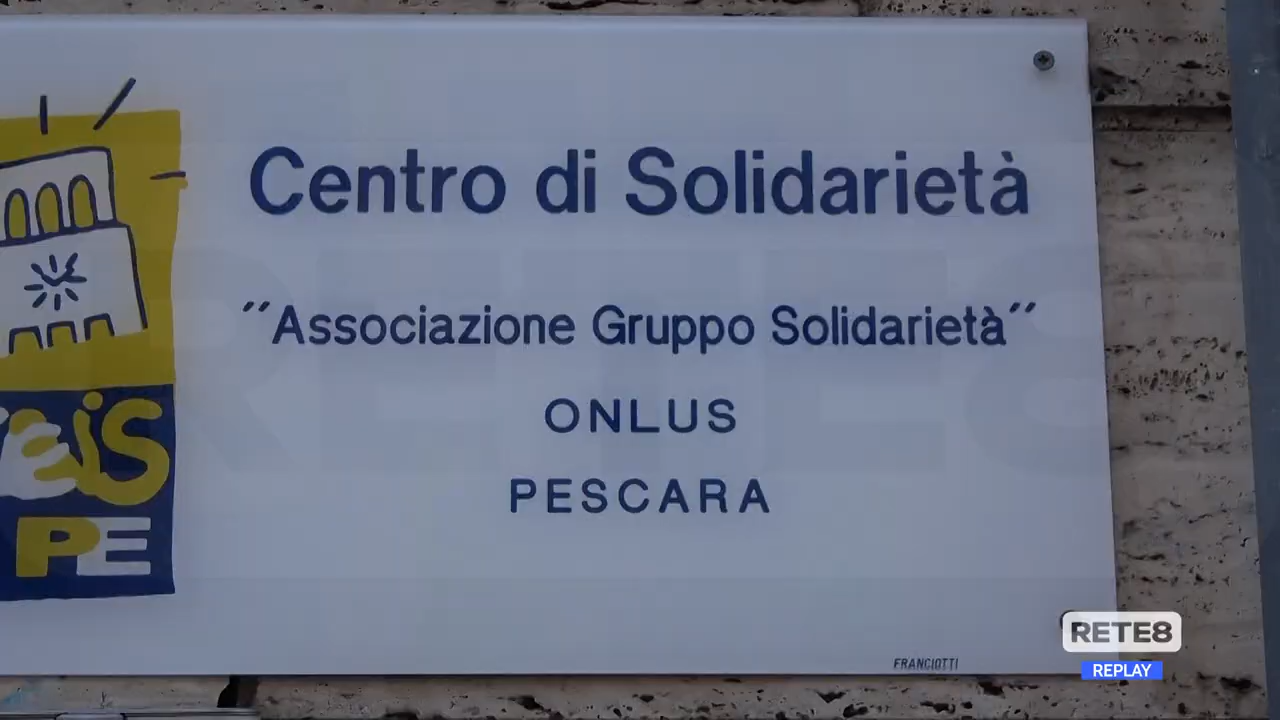 Centro di Solidarietà
"Associazione Gruppo Solidarietà"
ONLUS
PESCARA
PE
FRANCIOTTI
RETE8
REPLAY